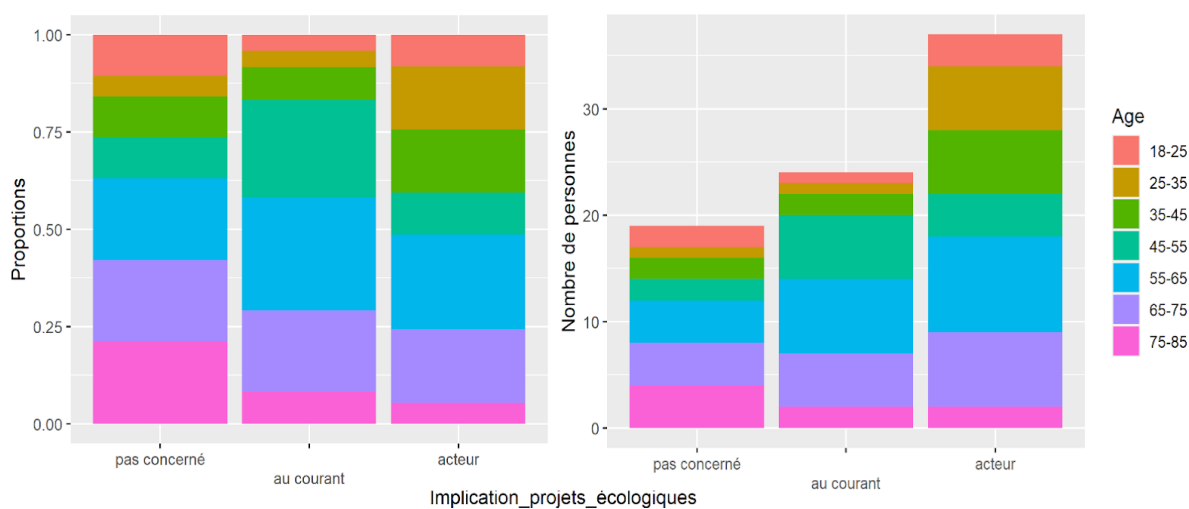 Proportions
1.00
0.75
0.50
0.25
0.00
pas concerné
au courant
acteur
Nombre de personnes
30
20
10
0
pas concerné
au courant
acteur
Implication_projets_écologiques
Age
18-25
25-35
35-45
45-55
55-65
65-75
75-85